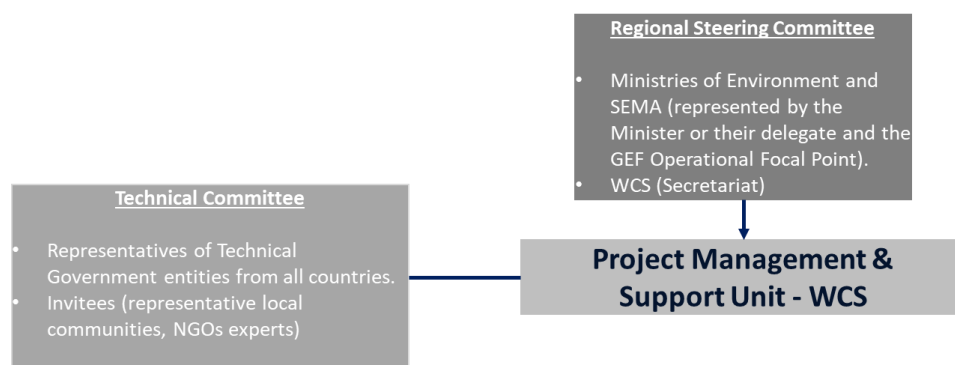 Regional Steering Committee
• Ministries of Environment and
SEMA (represented by the
Minister or their delegate and the
GEF Operational Focal Point).
• WCS (Secretariat)
Technical Committee
• Representatives of Technical
Government entities from all countries.
• Invitees (representative local
communities, NGOs experts)
Project Management &
Support Unit - WCS